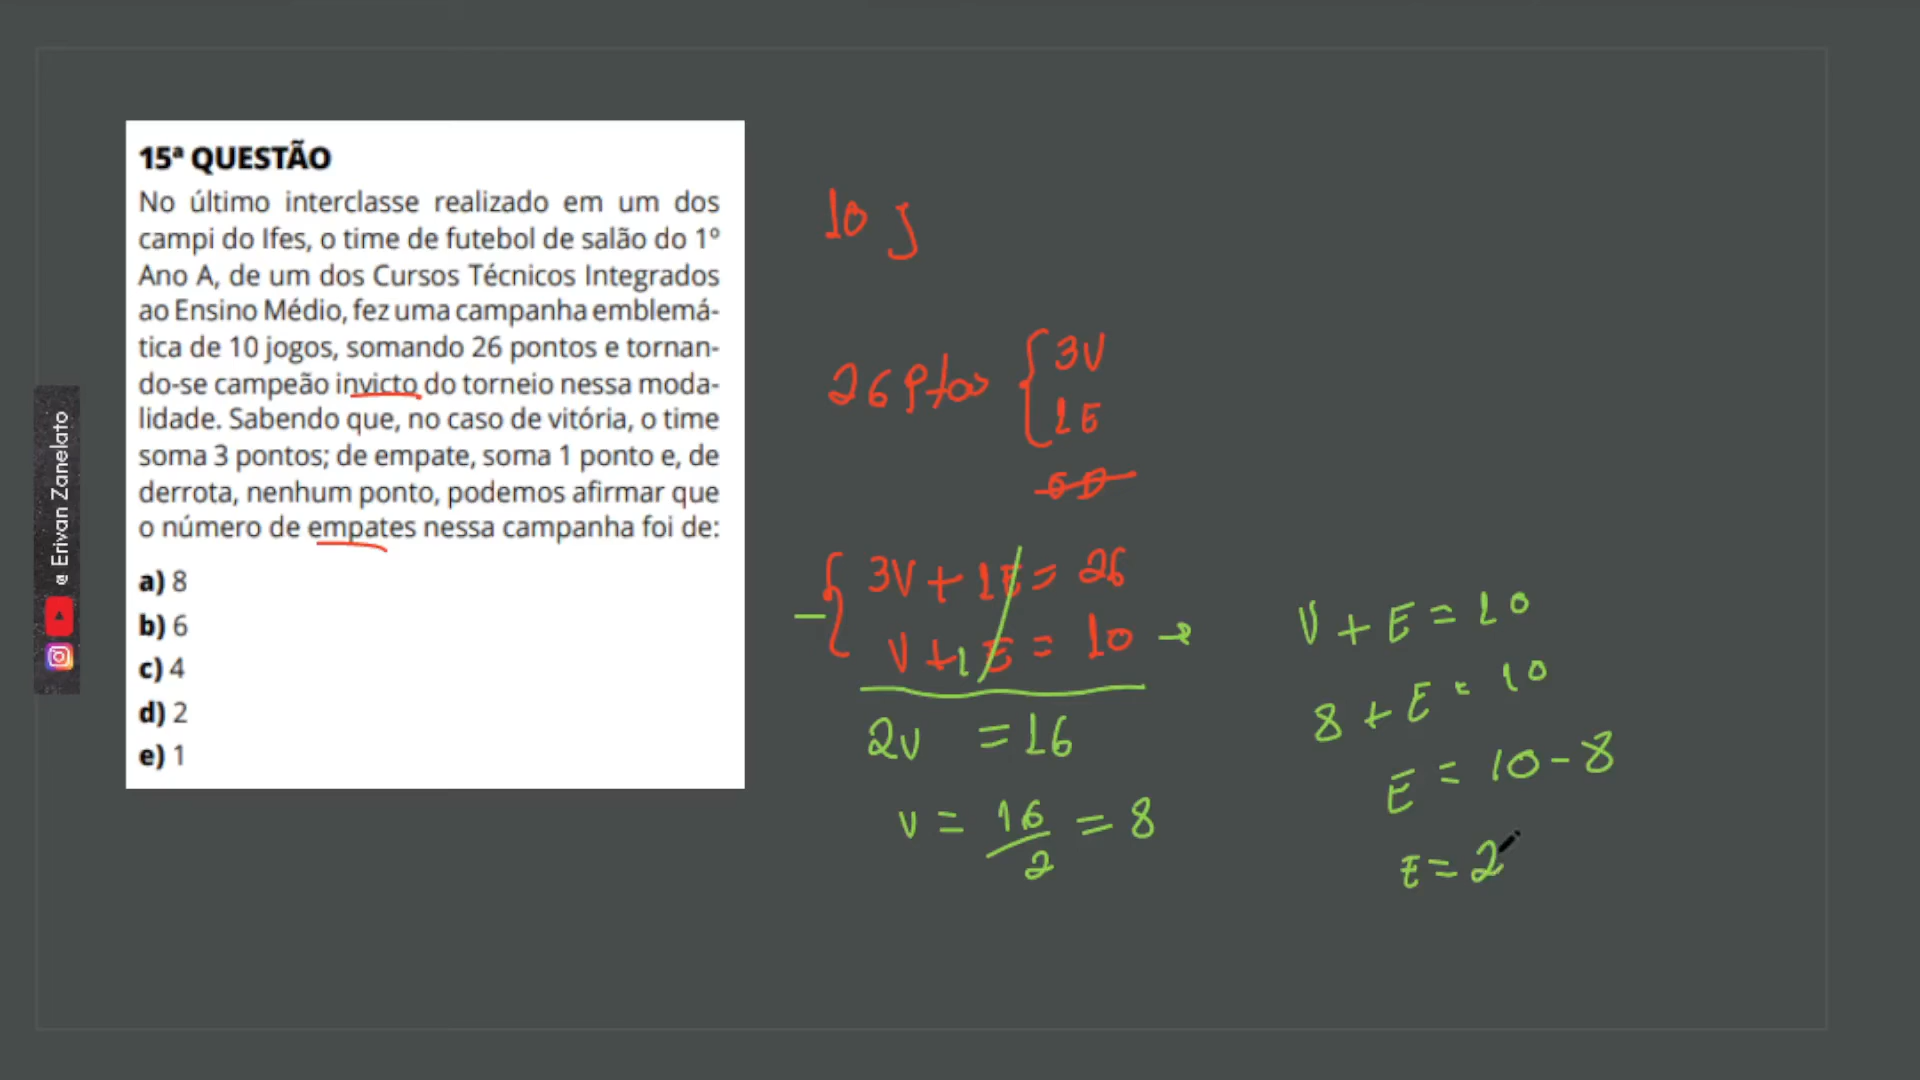 15ª QUESTÃO
No último interclasse realizado em um dos
campi do Ifes, o time de futebol de salão do 1º
Ano A, de um dos Cursos Técnicos Integrados
ao Ensino Médio, fez uma campanha emblemá-
tica de 10 jogos, somando 26 pontos e tornan-
do-se campeão invicto do torneio nessa moda-
lidade. Sabendo que, no caso de vitória, o time
soma 3 pontos; de empate, soma 1 ponto e, de
derrota, nenhum ponto, podemos afirmar que
o número de empates nessa campanha foi de:
a) 8
b) 6
c) 4
d) 2
e) 1
@ Erivan Zanelato
10 J
26 Ptos { 3V
1E
0D
3V + 1E = 26
V + 1E = 10
2V = 16
V = 16/2 = 8
V + E = 10
8 + E = 10
E = 10 - 8
E = 2